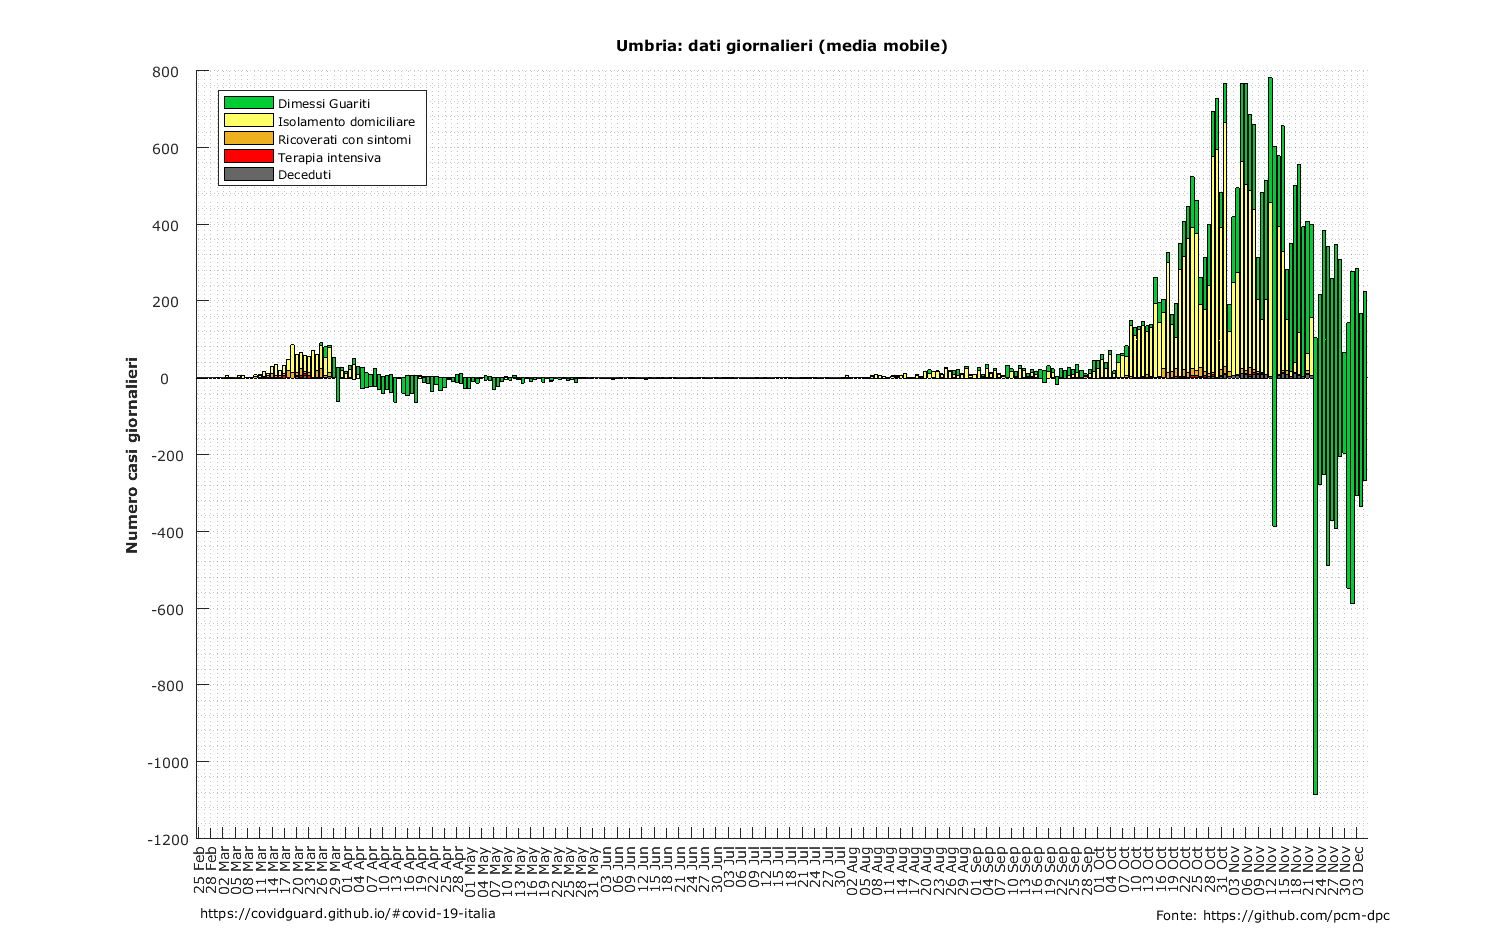 Umbria: dati giornalieri (media mobile)
800
600
400
200
0
-200
-400
-600
-800
-1000
-1200
Numero casi giornalieri
Dimessi Guariti
Isolamento domiciliare
Ricoverati con sintomi
Terapia intensiva
Deceduti
25 Feb
28 Feb
02 Mar
05 Mar
08 Mar
11 Mar
14 Mar
17 Mar
20 Mar
23 Mar
26 Mar
29 Mar
01 Apr
04 Apr
07 Apr
10 Apr
13 Apr
16 Apr
19 Apr
22 Apr
25 Apr
28 Apr
01 May
04 May
07 May
10 May
13 May
16 May
19 May
22 May
25 May
28 May
31 May
03 Jun
06 Jun
09 Jun
12 Jun
15 Jun
18 Jun
21 Jun
24 Jun
27 Jun
30 Jun
03 Jul
06 Jul
09 Jul
12 Jul
15 Jul
18 Jul
21 Jul
24 Jul
27 Jul
30 Jul
02 Aug
05 Aug
08 Aug
11 Aug
14 Aug
17 Aug
20 Aug
23 Aug
26 Aug
29 Aug
01 Sep
04 Sep
07 Sep
10 Sep
13 Sep
16 Sep
19 Sep
22 Sep
25 Sep
28 Sep
01 Oct
04 Oct
07 Oct
10 Oct
13 Oct
16 Oct
19 Oct
22 Oct
25 Oct
28 Oct
31 Oct
03 Nov
06 Nov
09 Nov
12 Nov
15 Nov
18 Nov
21 Nov
24 Nov
27 Nov
30 Nov
03 Dec
https://covidguard.github.io/#covid-19-italia
Fonte: https://github.com/pcm-dpc